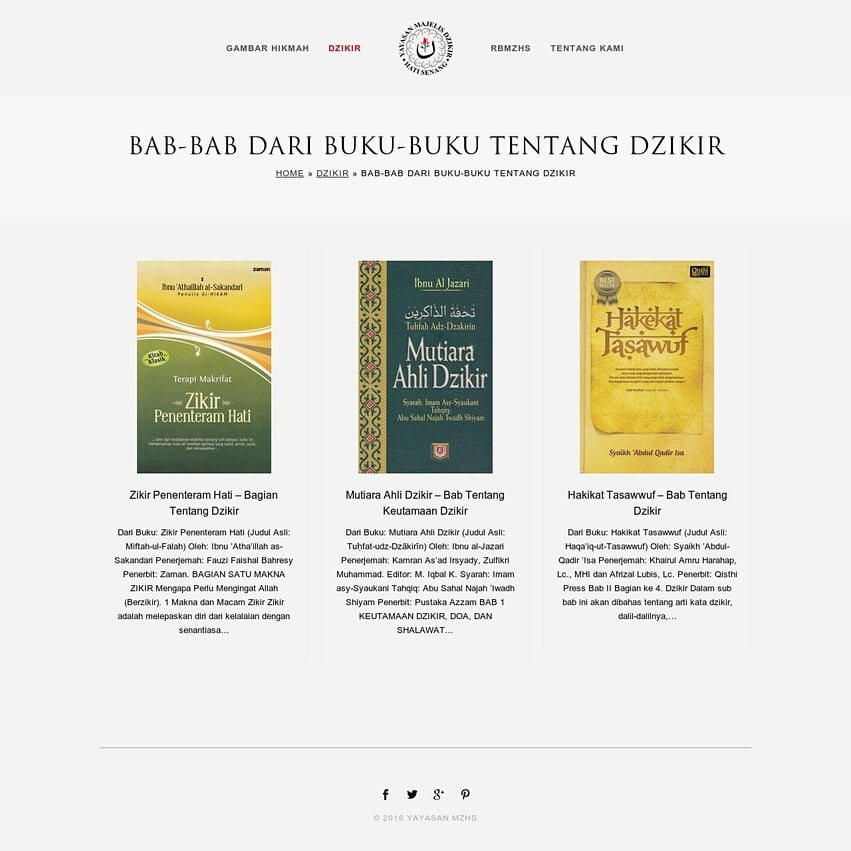 GAMBAR HIKMAH
DZIKIR
YAYASAN MAJELIS DZIKIR
HATI SENANG
RBMZHS
TENTANG KAMI
BAB-BAB DARI BUKU-BUKU TENTANG DZIKIR
HOME » DZIKIR » BAB-BAB DARI BUKU-BUKU TENTANG DZIKIR
zaman
Ibnu 'Athaillah al-Sakandari
Penulis Al-HIKAM
Kitab
Klasik
Terapi Makrifat
Zikir
Penenteram Hati
Ibnu Al Jazari
تحفة الذاكرين
Tuhfah Adz-Dzakirin
Mutiara
Ahli Dzikir
Syarah: Imam Asy-Syaukani
Tahqiq:
Abu Sahal Najah 'Iwadh Shiyam
Qisthi
BEST
SELLER
Hakekat
Tasawuf
Syaikh 'Abdul Qadir Isa
Zikir Penenteram Hati – Bagian
Tentang Dzikir
Dari Buku: Zikir Penenteram Hati (Judul Asli:
Miftah-ul-Falah) Oleh: Ibnu 'Atha'illah as-
Sakandari Penerjemah: Fauzi Faishal Bahresy
Penerbit: Zaman. BAGIAN SATU MAKNA
ZIKIR Mengapa Perlu Mengingat Allah
(Berzikir). 1 Makna dan Macam Zikir Zikir
adalah melepaskan diri dari kelalaian dengan
senantiasa…
Mutiara Ahli Dzikir – Bab Tentang
Keutamaan Dzikir
Dari Buku: Mutiara Ahli Dzikir (Judul Asli:
Tuḥfat-udz-Dzākirīn) Oleh: Ibnu al-Jazari
Penerjemah: Kamran As'ad Irsyady, Zulfikri
Muhammad. Editor: M. Iqbal K. Syarah: Imam
asy-Syaukani Tahqiq: Abu Sahal Najah 'Iwadh
Shiyam Penerbit: Pustaka Azzam BAB 1
KEUTAMAAN DZIKIR, DOA, DAN
SHALAWAT…
Hakikat Tasawwuf – Bab Tentang
Dzikir
Dari Buku: Hakikat Tasawwuf (Judul Asli:
Haqa'iq-ut-Tasawwuf) Oleh: Syaikh 'Abdul-
Qadir 'Isa Penerjemah: Khairul Amru Harahap,
Lc., MHI dan Afrizal Lubis, Lc. Penerbit: Qisthi
Press Bab II Bagian ke 4. Dzikir Dalam sub
bab ini akan dibahas tentang arti kata dzikir,
dalil-dalilnya,…
© 2016 YAYASAN MZHS